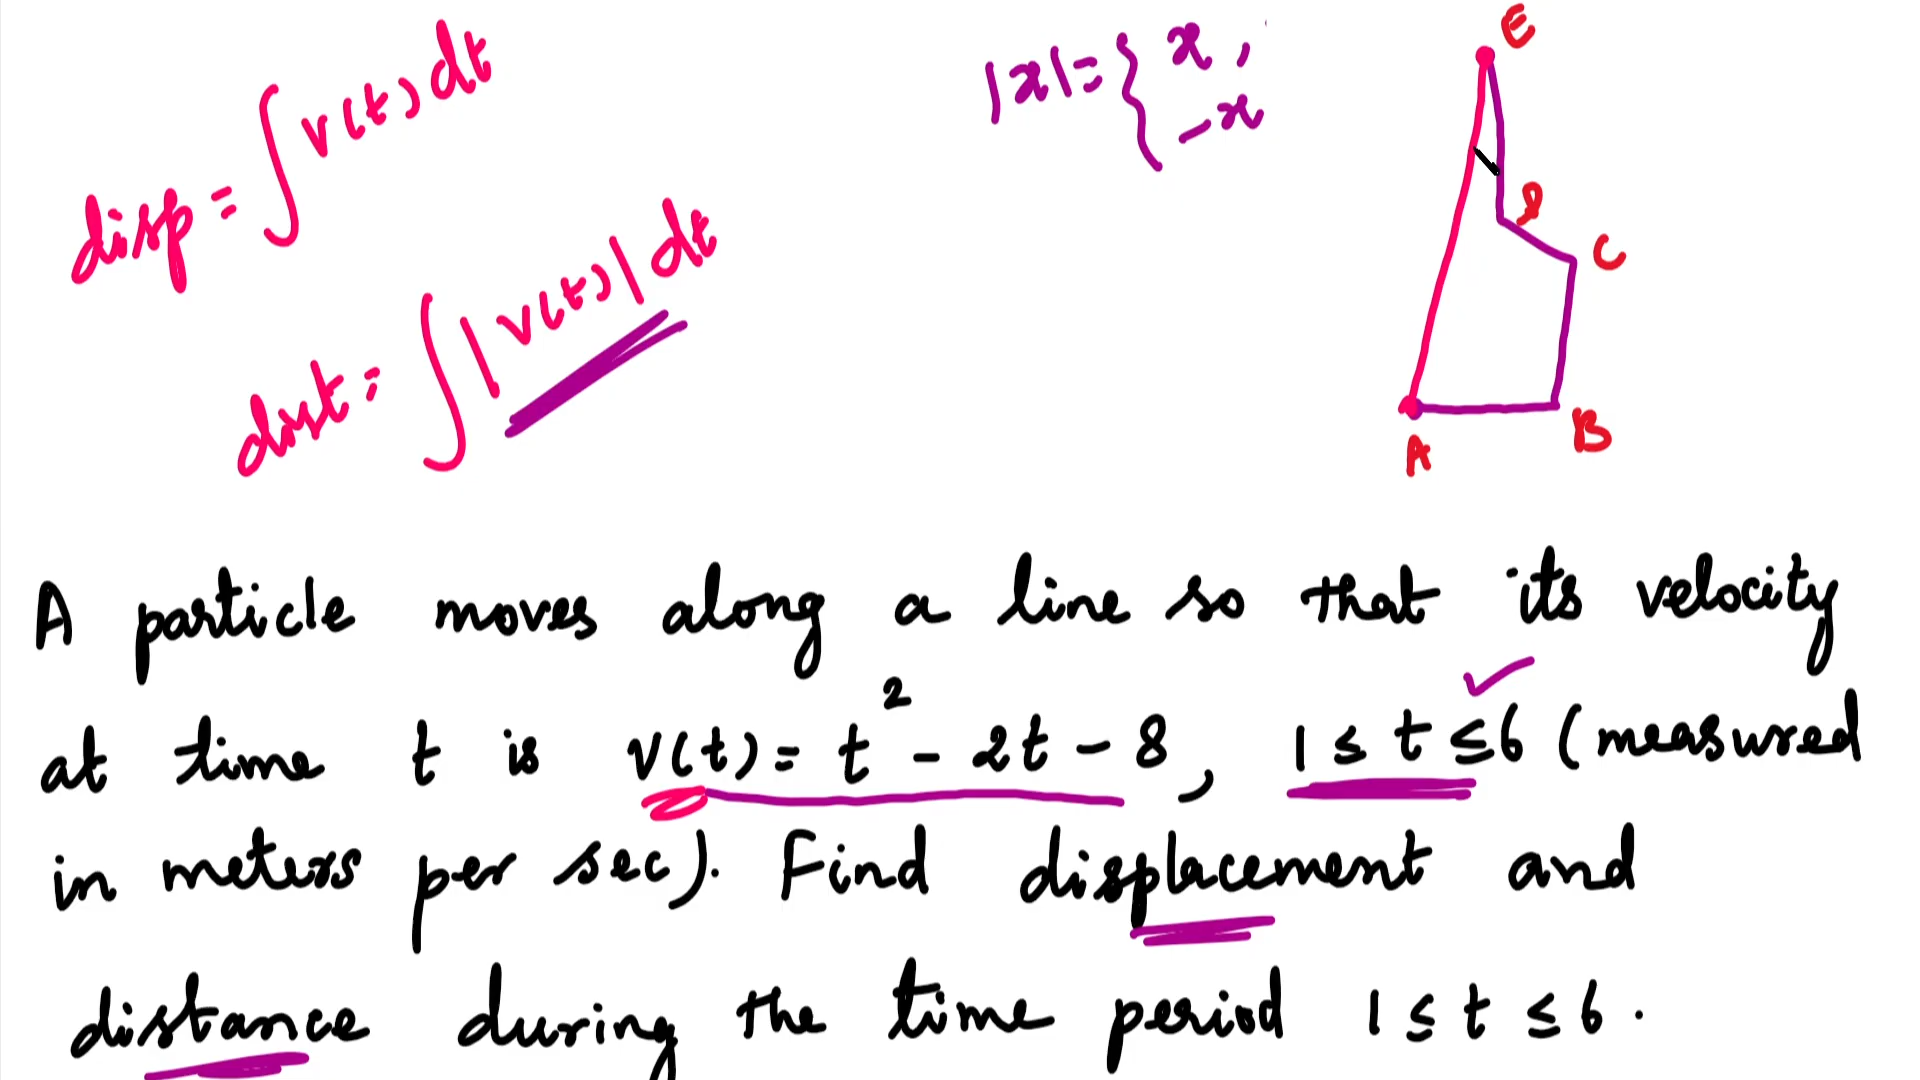 disp = ∫ v(t) dt
dist = ∫ |v(t)| dt
|x| = { x ,
-x
E
D
C
B
A
A particle moves along a line so that its velocity
at time t is v(t) = t² - 2t - 8 , 1 ≤ t ≤ 6 (measured
in meters per sec). Find displacement and
distance during the time period 1 ≤ t ≤ 6 .